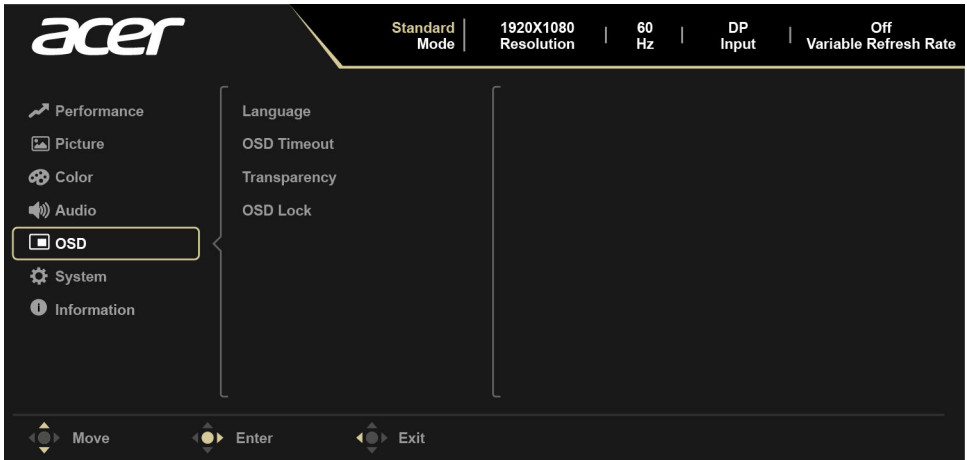 acer
Standard
Mode
1920X1080
Resolution
60
Hz
DP
Input
Off
Variable Refresh Rate
Performance
Picture
Color
Audio
OSD
System
Information
Language
OSD Timeout
Transparency
OSD Lock
Move
Enter
Exit